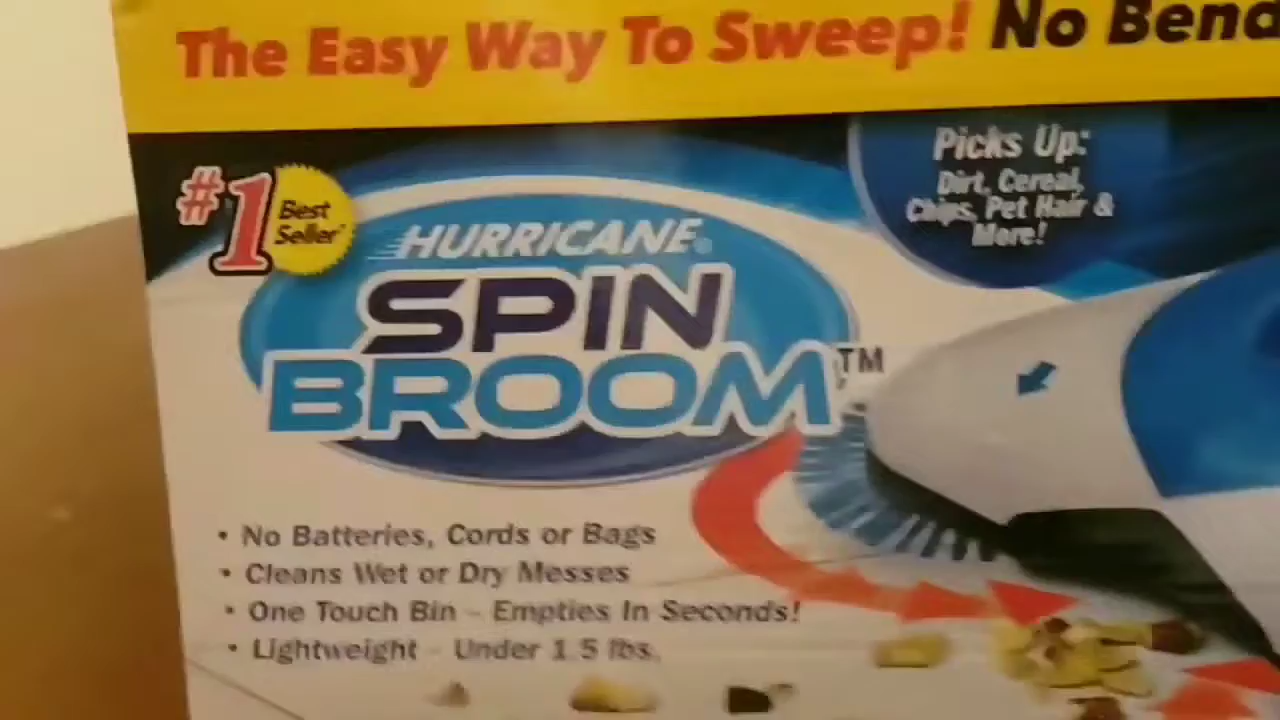 The Easy Way To Sweep! No Bend
Picks Up:
Dirt, Cereal,
Chips, Pet Hair &
More!
#1 Best
Seller
HURRICANE®
SPIN
BROOM™
• No Batteries, Cords or Bags
• Cleans Wet or Dry Messes
• One Touch Bin – Empties In Seconds!
• Lightweight – Under 1.5 lbs.